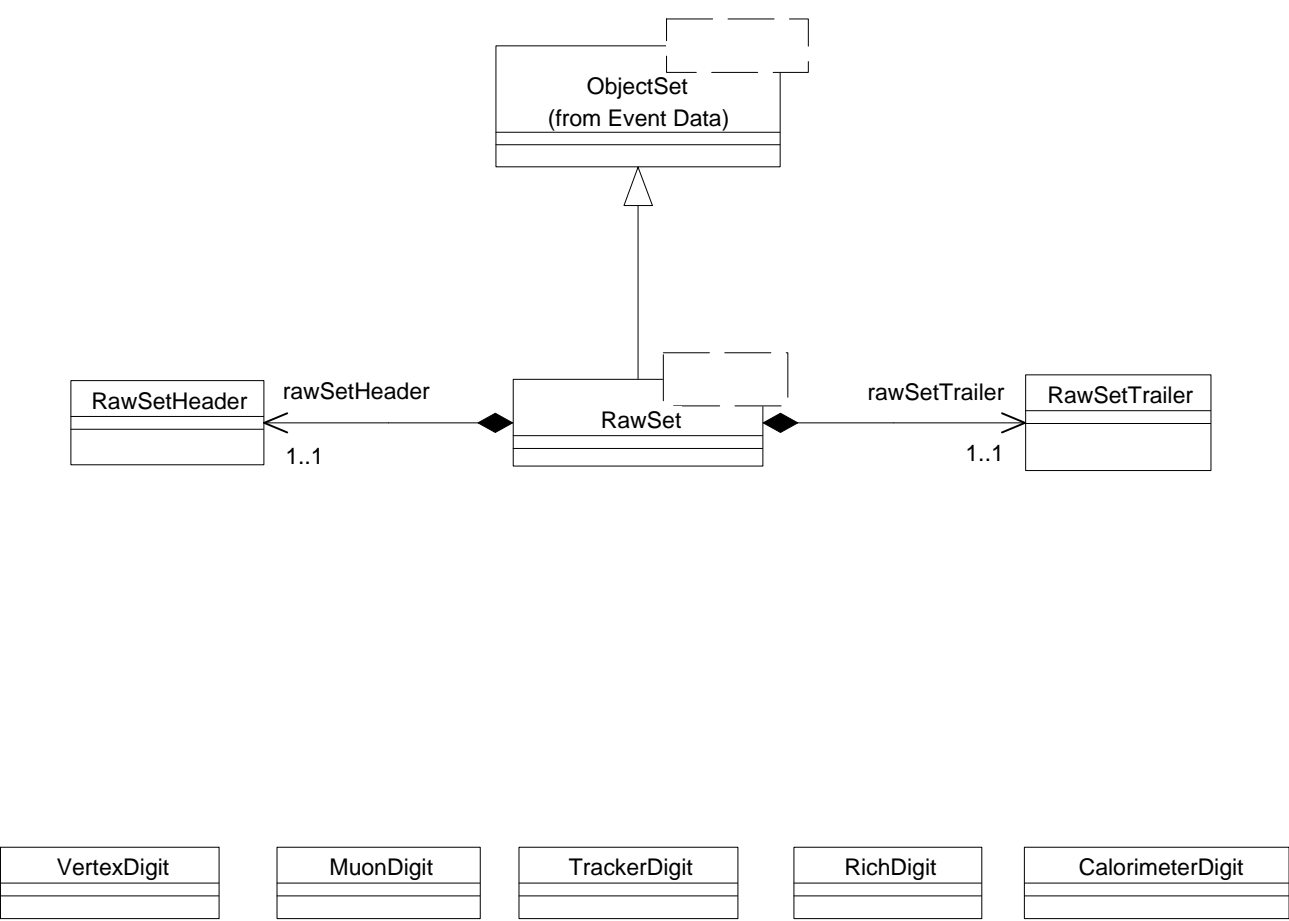 ObjectSet
(from Event Data)
RawSetHeader
rawSetHeader
1..1
RawSet
rawSetTrailer
1..1
RawSetTrailer
VertexDigit
MuonDigit
TrackerDigit
RichDigit
CalorimeterDigit